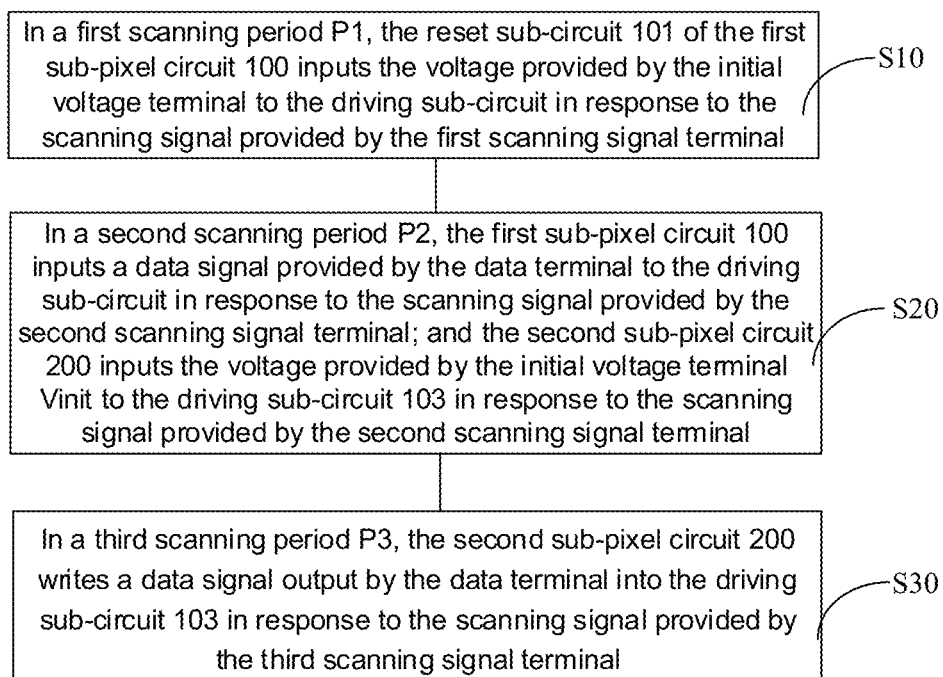 In a first scanning period P1, the reset sub-circuit 101 of the first
sub-pixel circuit 100 inputs the voltage provided by the initial
voltage terminal to the driving sub-circuit in response to the
scanning signal provided by the first scanning signal terminal
S10
In a second scanning period P2, the first sub-pixel circuit 100
inputs a data signal provided by the data terminal to the driving
sub-circuit in response to the scanning signal provided by the
second scanning signal terminal; and the second sub-pixel circuit
200 inputs the voltage provided by the initial voltage terminal
Vinit to the driving sub-circuit 103 in response to the scanning
signal provided by the second scanning signal terminal
S20
In a third scanning period P3, the second sub-pixel circuit 200
writes a data signal output by the data terminal into the driving
sub-circuit 103 in response to the scanning signal provided by
the third scanning signal terminal
S30